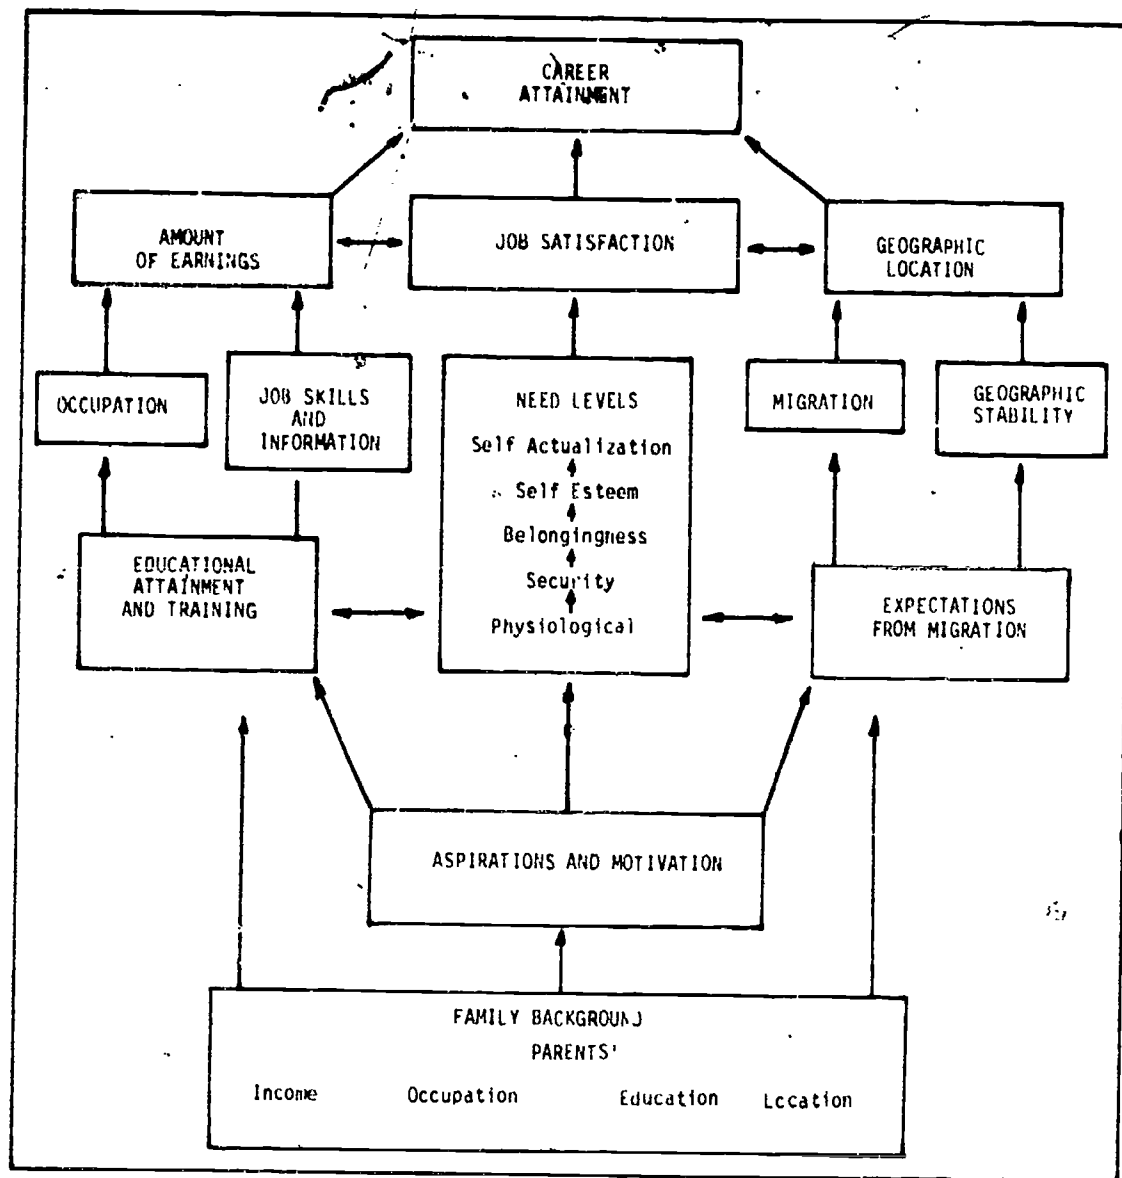 CAREER
ATTAINMENT
AMOUNT
OF EARNINGS
JOB SATISFACTION
GEOGRAPHIC
LOCATION
OCCUPATION
JOB SKILLS
AND
INFORMATION
NEED LEVELS
Self Actualization
Self Esteem
Belongingness
Security
Physiological
MIGRATION
GEOGRAPHIC
STABILITY
EDUCATIONAL
ATTAINMENT
AND TRAINING
EXPECTATIONS
FROM MIGRATION
ASPIRATIONS AND MOTIVATION
FAMILY BACKGROUND
PARENTS'
Income Occupation Education Location